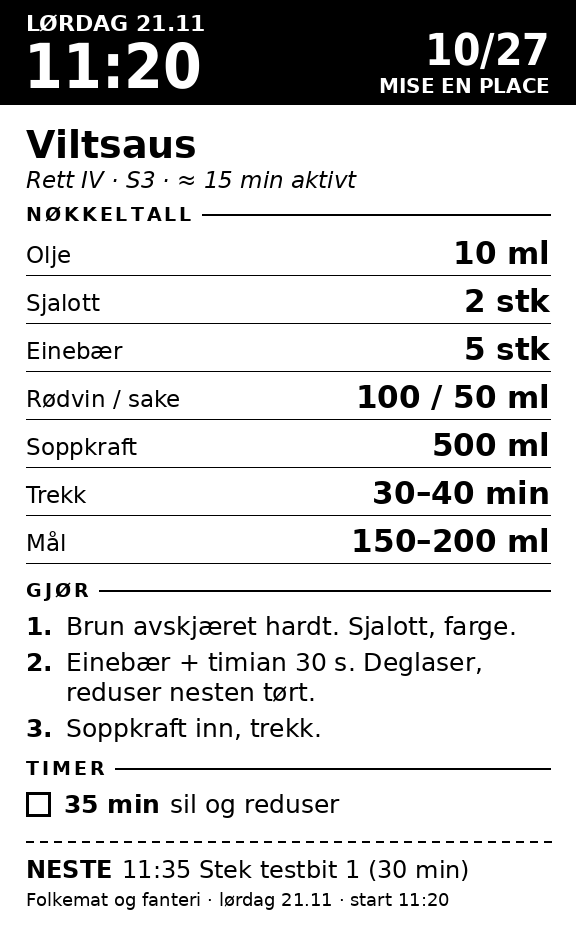 LØRDAG 21.11
11:20
10/27
MISE EN PLACE
Viltsaus
Rett IV · S3 · ≈ 15 min aktivt
NØKKELTALL
Olje 10 ml
Sjalott 2 stk
Einebær 5 stk
Rødvin / sake 100 / 50 ml
Soppkraft 500 ml
Trekk 30–40 min
Mål 150–200 ml
GJØR
1. Brun avskjæret hardt. Sjalott, farge.
2. Einebær + timian 30 s. Deglaser,
reduser nesten tørt.
3. Soppkraft inn, trekk.
TIMER
35 min sil og reduser
NESTE 11:35 Stek testbit 1 (30 min)
Folkemat og fanteri · lørdag 21.11 · start 11:20